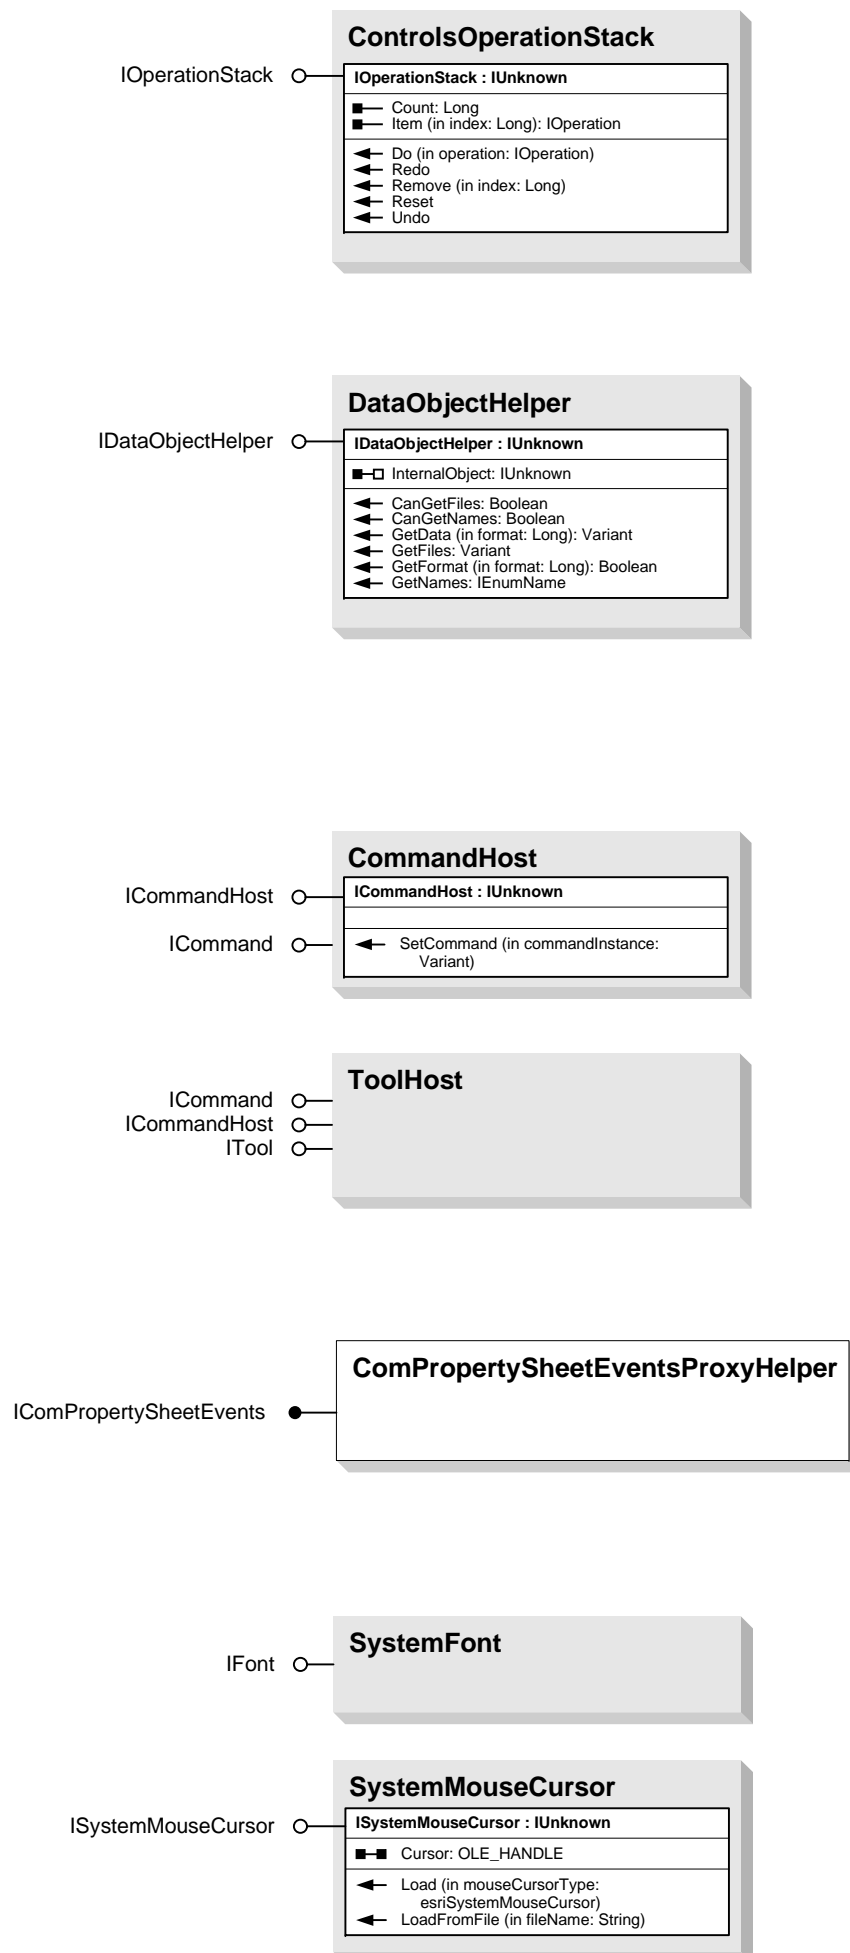 ControlsOperationStack
IOperationStack
IOperationStack : IUnknown
Count: Long
Item (in index: Long): IOperation
Do (in operation: IOperation)
Redo
Remove (in index: Long)
Reset
Undo
DataObjectHelper
IDataObjectHelper
IDataObjectHelper : IUnknown
InternalObject: IUnknown
CanGetFiles: Boolean
CanGetNames: Boolean
GetData (in format: Long): Variant
GetFiles: Variant
GetFormat (in format: Long): Boolean
GetNames: IEnumName
CommandHost
ICommandHost
ICommandHost : IUnknown
ICommand
SetCommand (in commandInstance:
Variant)
ToolHost
ICommand
ICommandHost
ITool
ComPropertySheetEventsProxyHelper
IComPropertySheetEvents
SystemFont
IFont
SystemMouseCursor
ISystemMouseCursor
ISystemMouseCursor : IUnknown
Cursor: OLE_HANDLE
Load (in mouseCursorType:
esriSystemMouseCursor)
LoadFromFile (in fileName: String)